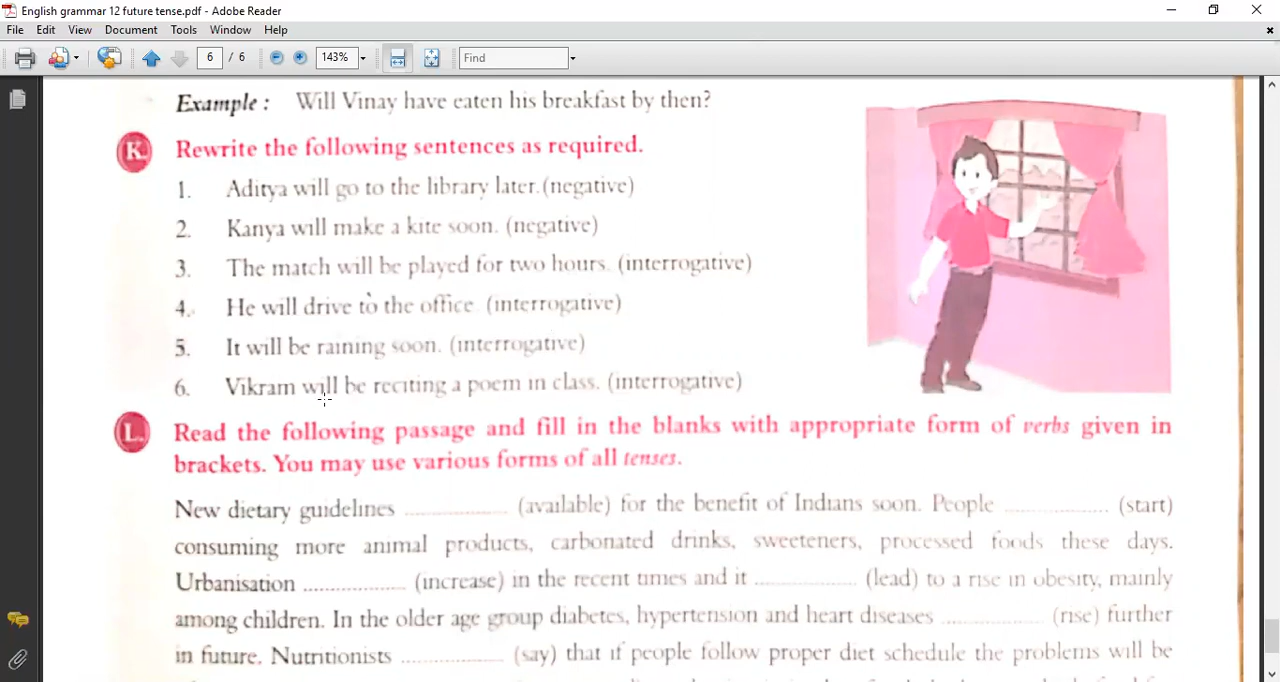 English grammar 12 future tense.pdf - Adobe Reader
File Edit View Document Tools Window Help
6 / 6 143% Find
Example : Will Vinay have eaten his breakfast by then?
K. Rewrite the following sentences as required.
1. Aditya will go to the library later.(negative)
2. Kanya will make a kite soon. (negative)
3. The match will be played for two hours. (interrogative)
4. He will drive to the office (interrogative)
5. It will be raining soon. (interrogative)
6. Vikram will be reciting a poem in class. (interrogative)
L. Read the following passage and fill in the blanks with appropriate form of verbs given in
brackets. You may use various forms of all tenses.
New dietary guidelines .................... (available) for the benefit of Indians soon. People .................... (start)
consuming more animal products, carbonated drinks, sweeteners, processed foods these days.
Urbanisation .................... (increase) in the recent times and it .................... (lead) to a rise in obesity, mainly
among children. In the older age group diabetes, hypertension and heart diseases .................... (rise) further
in future. Nutritionists .................... (say) that if people follow proper diet schedule the problems will be